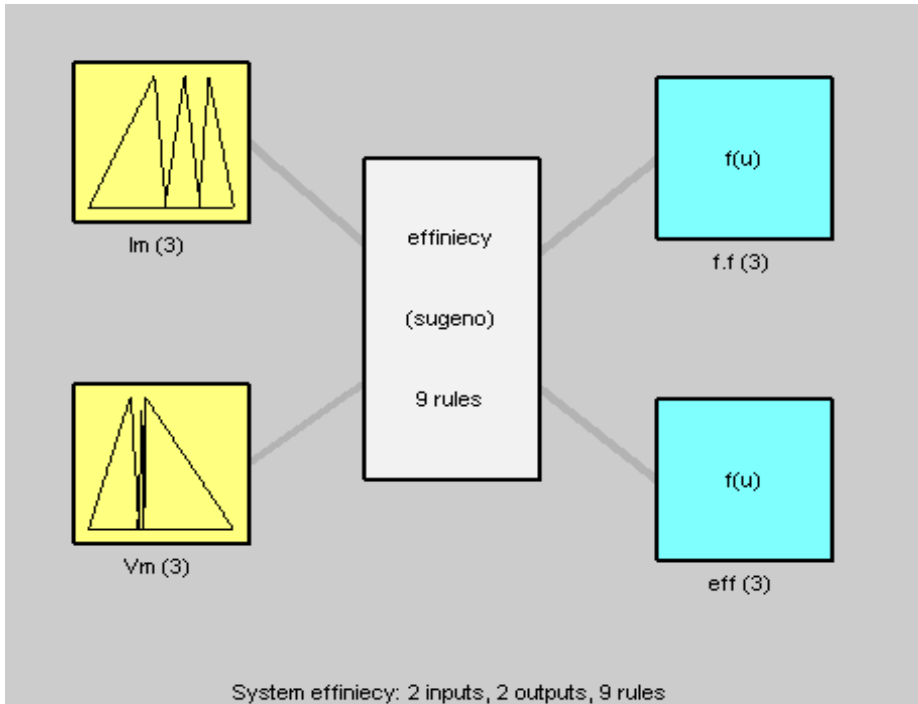 Im (3)
Vm (3)
effiniecy
(sugeno)
9 rules
f(u)
f.f (3)
f(u)
eff (3)
System effiniecy: 2 inputs, 2 outputs, 9 rules